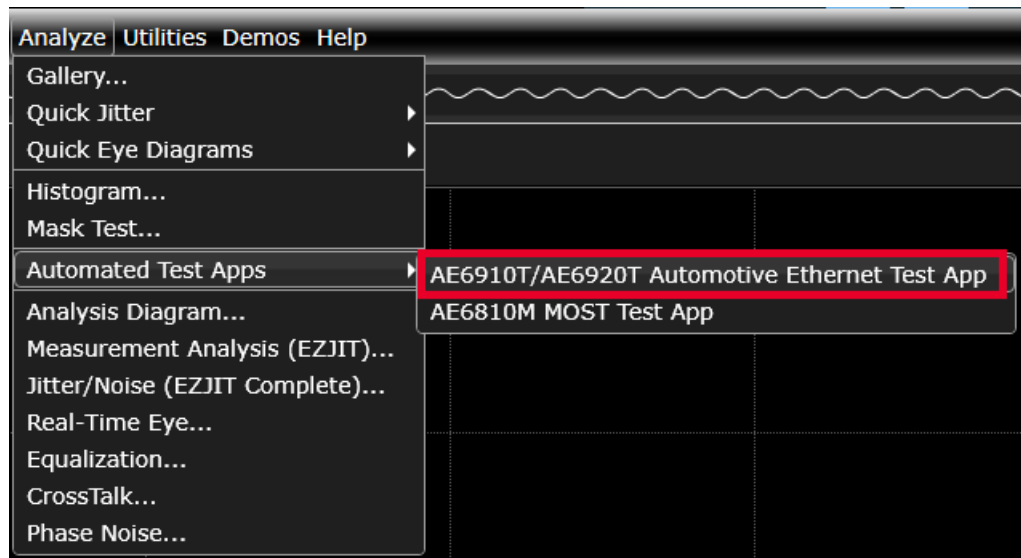 Analyze Utilities Demos Help
Gallery...
Quick Jitter
Quick Eye Diagrams
Histogram...
Mask Test...
Automated Test Apps
AE6910T/AE6920T Automotive Ethernet Test App
AE6810M MOST Test App
Analysis Diagram...
Measurement Analysis (EZJIT)...
Jitter/Noise (EZJIT Complete)...
Real-Time Eye...
Equalization...
CrossTalk...
Phase Noise...